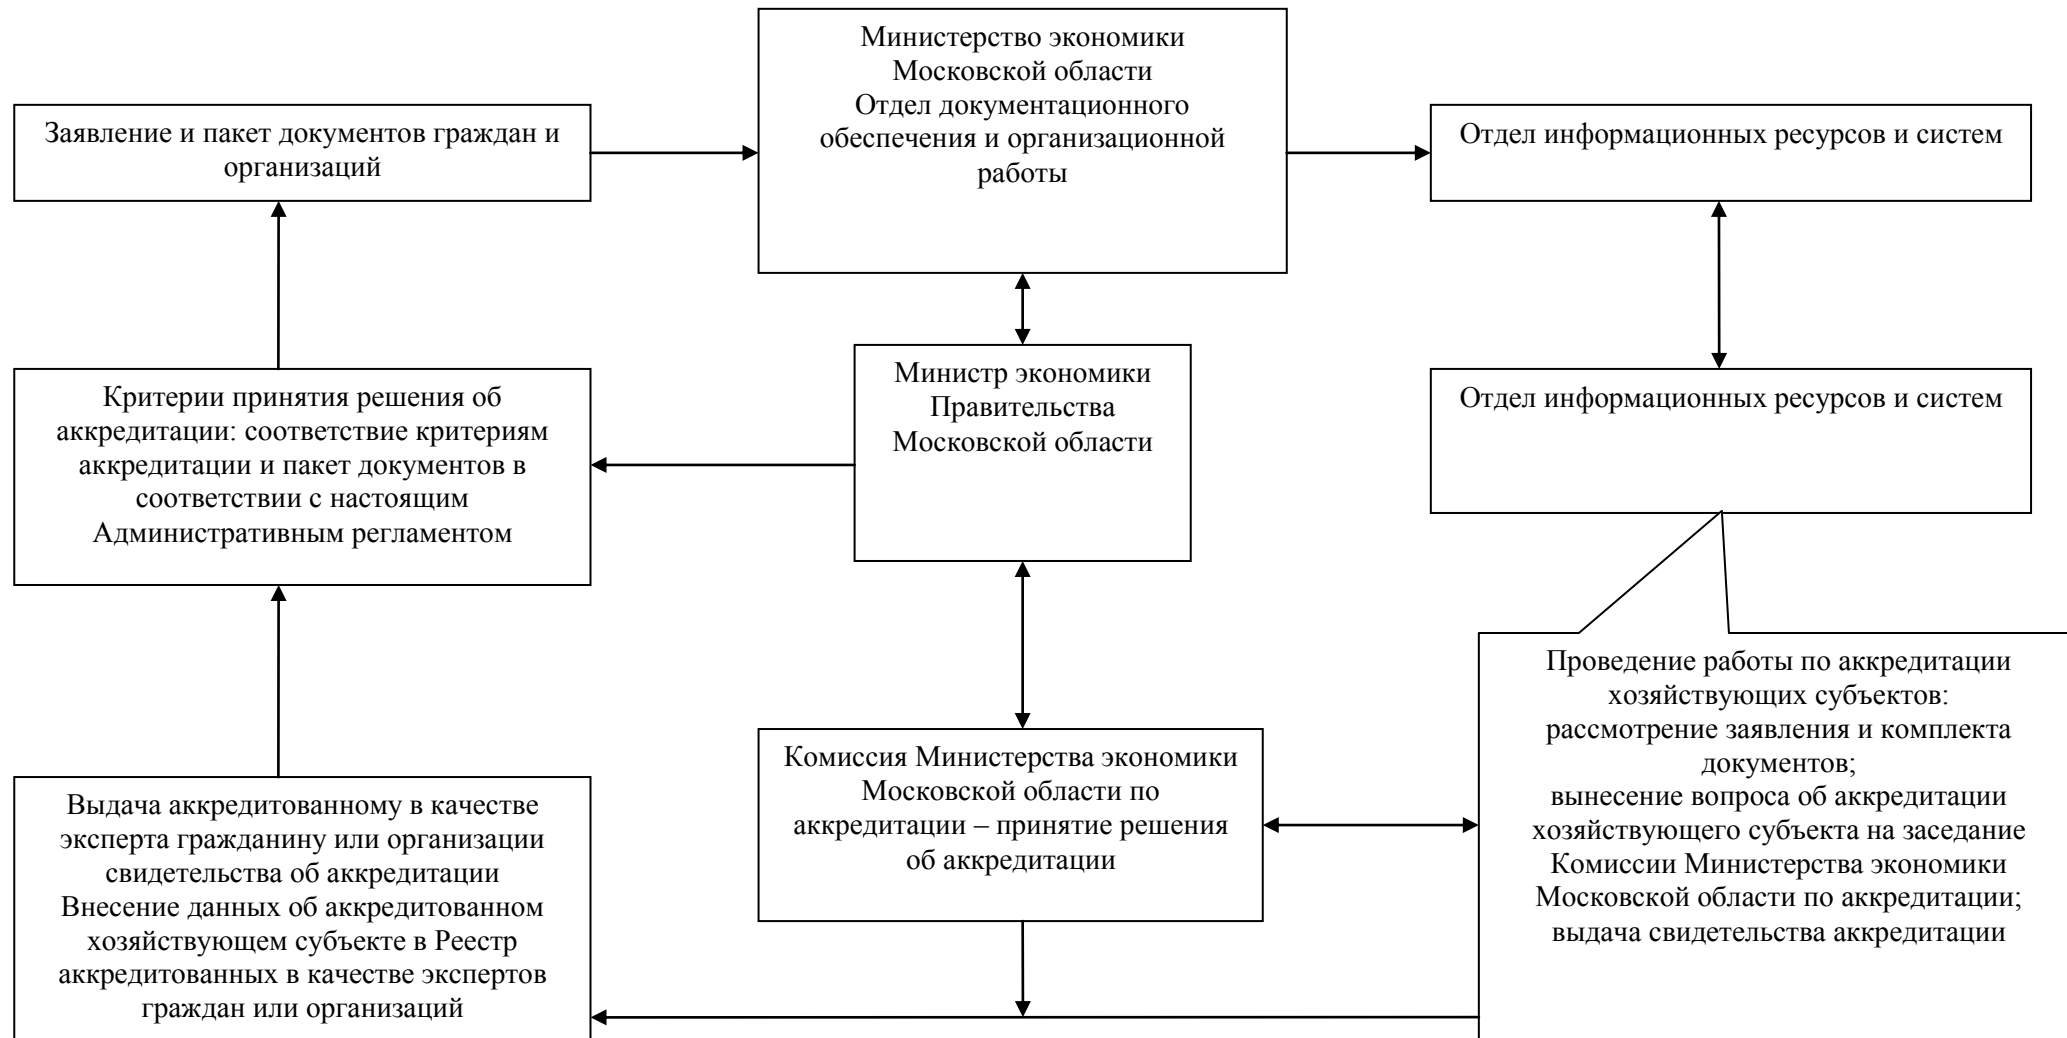 Министерство экономики
Московской области
Отдел документационного
обеспечения и организационной
работы
Заявление и пакет документов граждан и
организаций
Отдел информационных ресурсов и систем
Критерии принятия решения об
аккредитации: соответствие критериям
аккредитации и пакет документов в
соответствии с настоящим
Административным регламентом
Министр экономики
Правительства
Московской области
Отдел информационных ресурсов и систем
Выдача аккредитованному в качестве
эксперта гражданину или организации
свидетельства об аккредитации
Внесение данных об аккредитованном
хозяйствующем субъекте в Реестр
аккредитованных в качестве экспертов
граждан или организаций
Комиссия Министерства экономики
Московской области по
аккредитации – принятие решения
об аккредитации
Проведение работы по аккредитации
хозяйствующих субъектов:
рассмотрение заявления и комплекта
документов;
вынесение вопроса об аккредитации
хозяйствующего субъекта на заседание
Комиссии Министерства экономики
Московской области по аккредитации;
выдача свидетельства аккредитации